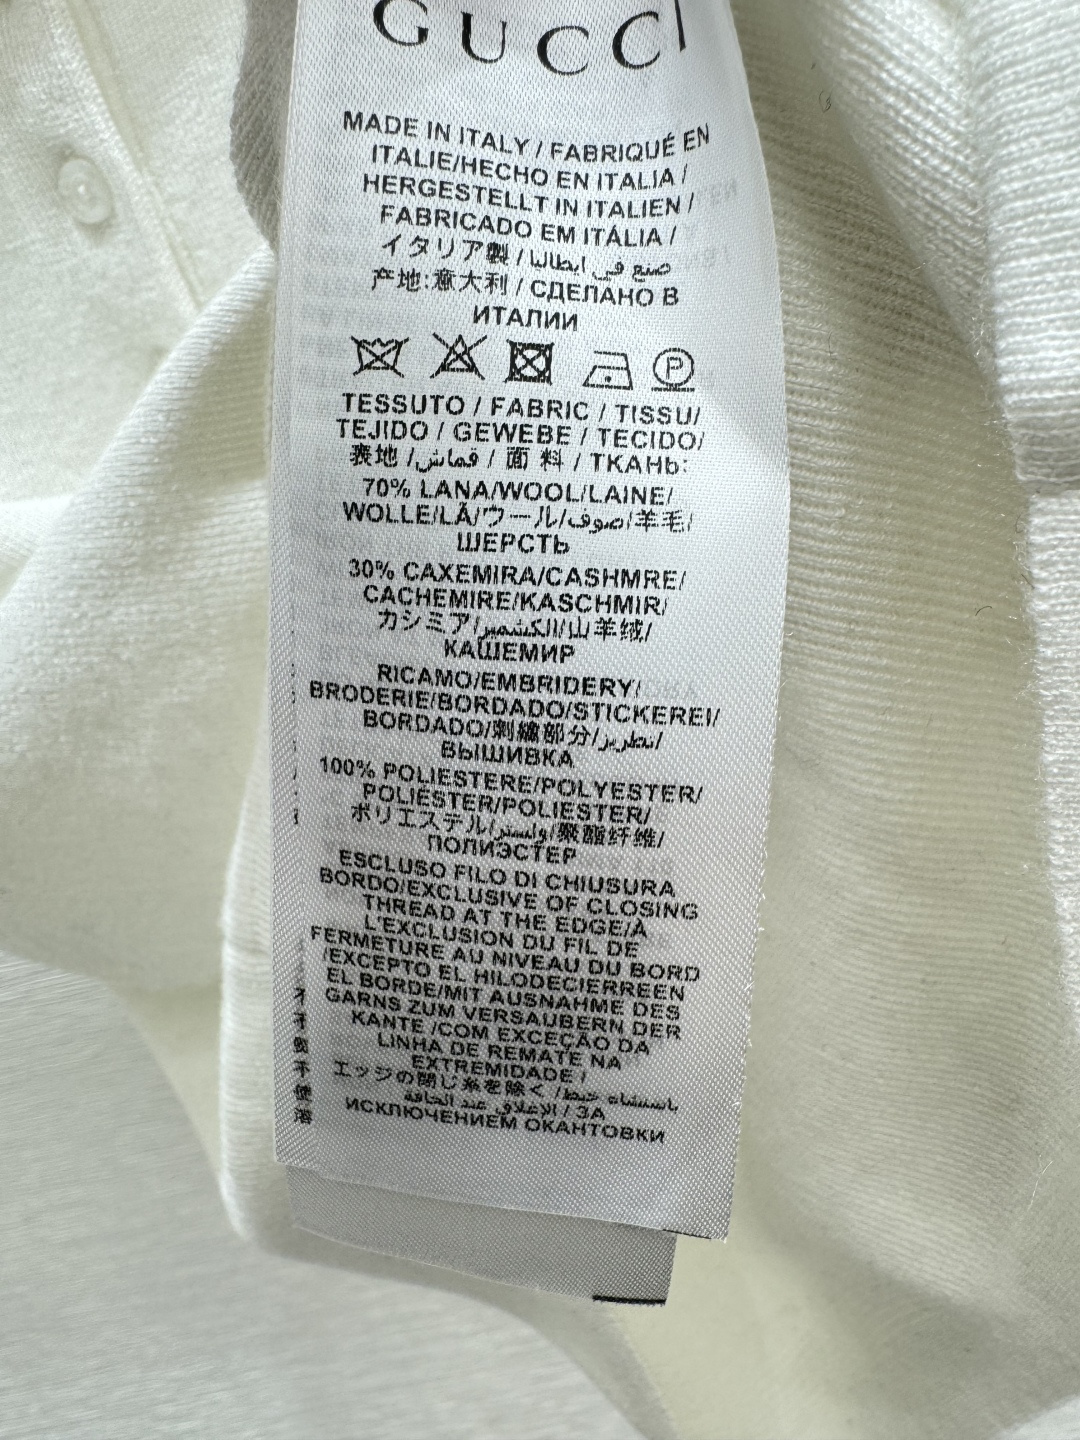 GUCCI
MADE IN ITALY / FABRIQUÉ EN
ITALIE/HECHO EN ITALIA /
HERGESTELLT IN ITALIEN /
FABRICADO EM ITÁLIA /
イタリア製 / صنع في ايطاليا
产地:意大利 / СДЕЛАНО В
ИТАЛИИ
P
TESSUTO / FABRIC / TISSU/
TEJIDO / GEWEBE / TECIDO/
表地 / قماش / 面 料 / ТКАНЬ:
70% LANA/WOOL/LAINE/
WOLLE/LÃ/ウール/صوف/羊毛/
ШЕРСТЬ
30% CAXEMIRA/CASHMRE/
CACHEMIRE/KASCHMIR/
カシミア/الكشمير/山羊绒/
КАШЕМИР
RICAMO/EMBRIDERY/
BRODERIE/BORDADO/STICKEREI/
BORDADO/刺繍部分/تطريز/
ВЫШИВКА
100% POLIESTERE/POLYESTER/
POLIÉSTER/POLIESTER/
ポリエステル/بوليستر/聚酯纤维/
ПОЛИЭСТЕР
ESCLUSO FILO DI CHIUSURA
BORDO/EXCLUSIVE OF CLOSING
THREAD AT THE EDGE/À
L'EXCLUSION DU FIL DE
FERMETURE AU NIVEAU DU BORD
/EXCEPTO EL HILODECIERREEN
EL BORDE/MIT AUSNAHME DES
GARNS ZUM VERSAUBERN DER
KANTE /COM EXCEÇÃO DA
LINHA DE REMATE NA
EXTREMIDADE /
エッジの閉じ糸を除く /باستثناء خيط
الإغلاق عند الحافة / ЗА
ИСКЛЮЧЕНИЕМ ОКАНТОВКИ